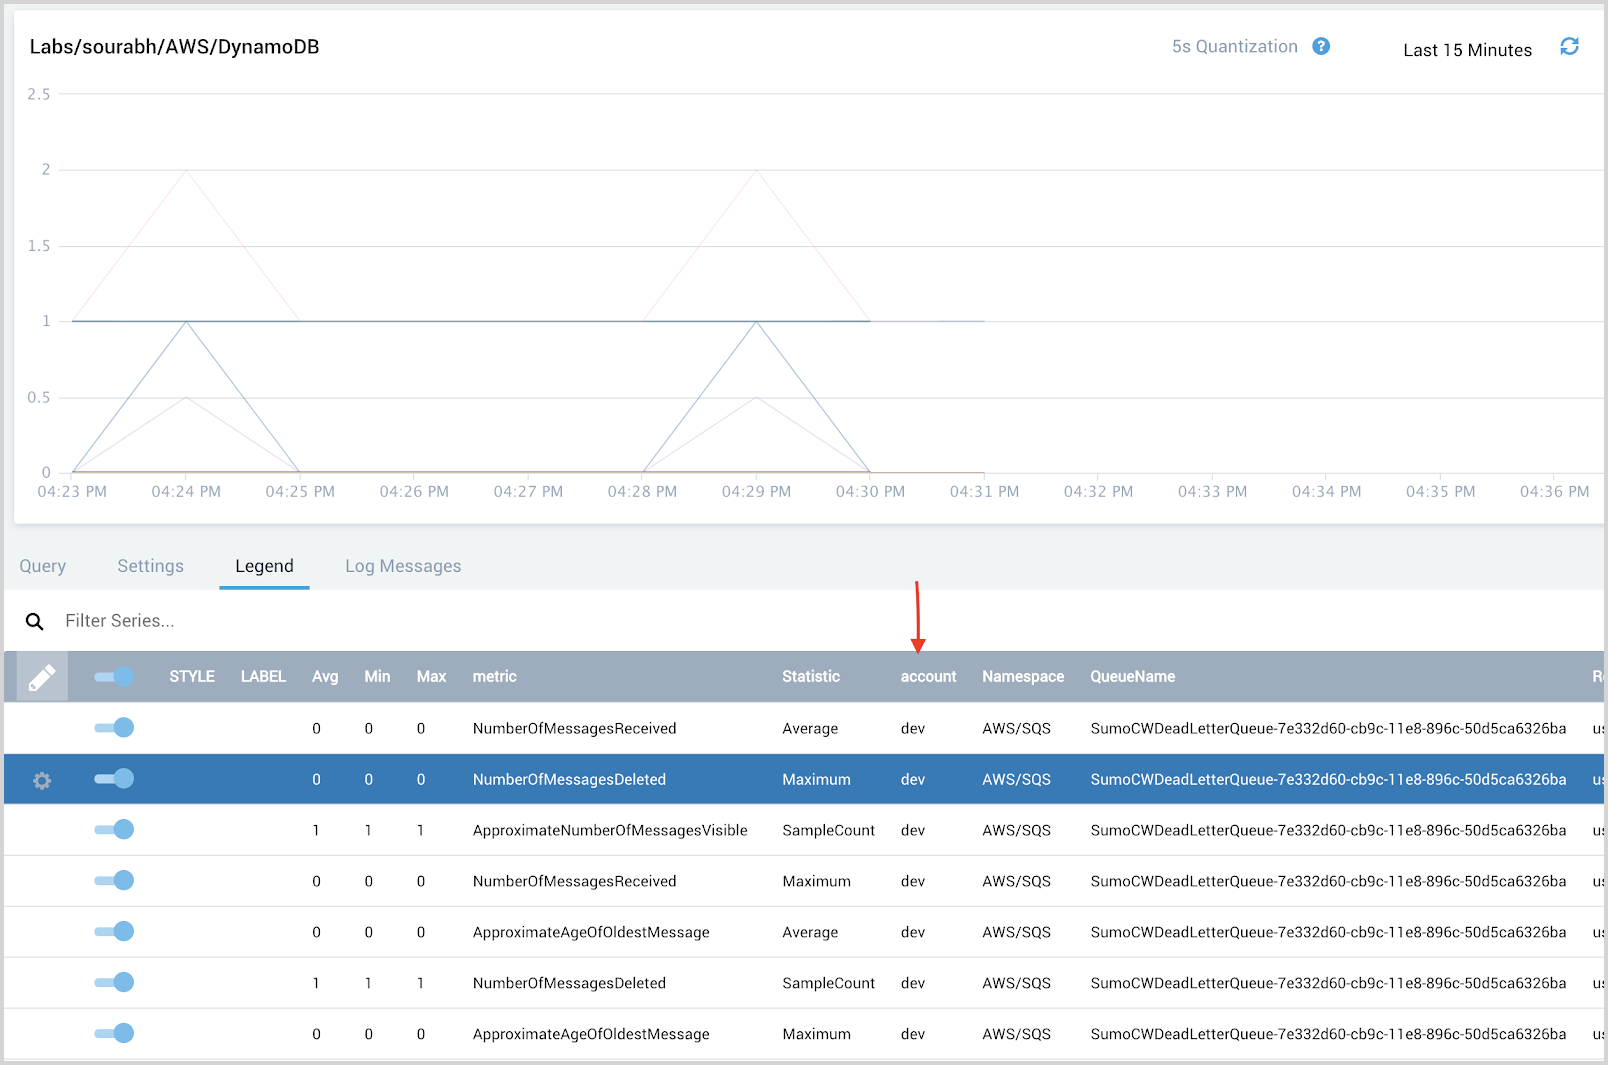 Labs/sourabh/AWS/DynamoDB
5s Quantization ?
Last 15 Minutes
2.5
2
1.5
1
0.5
0
04:23 PM 04:24 PM 04:25 PM 04:26 PM 04:27 PM 04:28 PM 04:29 PM 04:30 PM 04:31 PM 04:32 PM 04:33 PM 04:34 PM 04:35 PM 04:36 PM
Query Settings Legend Log Messages
Filter Series...
STYLE LABEL Avg Min Max metric Statistic account Namespace QueueName
0 0 0 NumberOfMessagesReceived Average dev AWS/SQS SumoCWDeadLetterQueue-7e332d60-cb9c-11e8-896c-50d5ca6326ba
0 0 0 NumberOfMessagesDeleted Maximum dev AWS/SQS SumoCWDeadLetterQueue-7e332d60-cb9c-11e8-896c-50d5ca6326ba
1 1 1 ApproximateNumberOfMessagesVisible SampleCount dev AWS/SQS SumoCWDeadLetterQueue-7e332d60-cb9c-11e8-896c-50d5ca6326ba
0 0 0 NumberOfMessagesReceived Maximum dev AWS/SQS SumoCWDeadLetterQueue-7e332d60-cb9c-11e8-896c-50d5ca6326ba
0 0 0 ApproximateAgeOfOldestMessage Average dev AWS/SQS SumoCWDeadLetterQueue-7e332d60-cb9c-11e8-896c-50d5ca6326ba
1 1 1 NumberOfMessagesDeleted SampleCount dev AWS/SQS SumoCWDeadLetterQueue-7e332d60-cb9c-11e8-896c-50d5ca6326ba
0 0 0 ApproximateAgeOfOldestMessage Maximum dev AWS/SQS SumoCWDeadLetterQueue-7e332d60-cb9c-11e8-896c-50d5ca6326ba